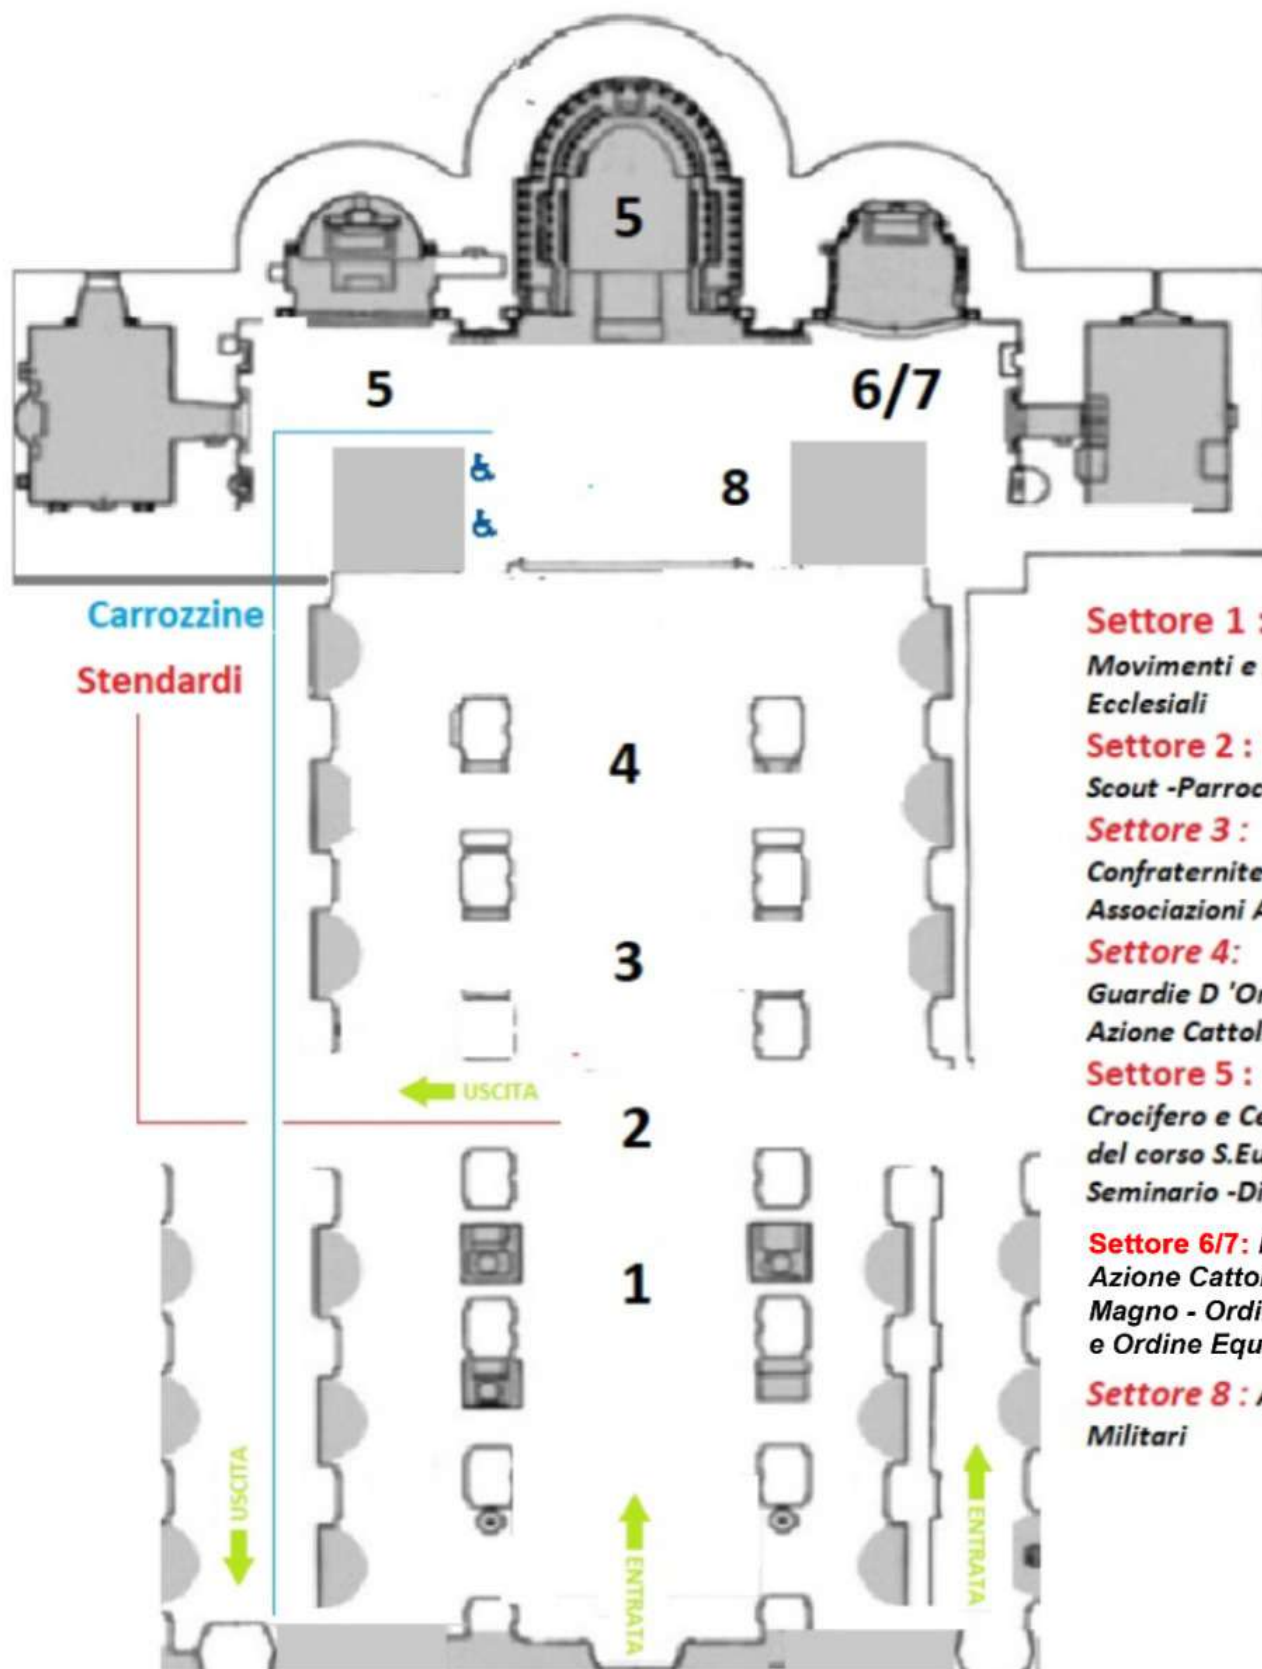 5
5
6/7
8
Carrozzine
Stendardi
4
3
USCITA
2
1
USCITA
ENTRATA
ENTRATA
Settore 1 :
Movimenti e
Ecclesiali
Settore 2 :
Scout -Parroc
Settore 3 :
Confraternite
Associazioni A
Settore 4:
Guardie D 'Or
Azione Cattol
Settore 5 :
Crocifero e Ca
del corso S.Eu
Seminario -Di
Settore 6/7:
Azione Catto
Magno - Ordi
e Ordine Equ
Settore 8 : A
Militari